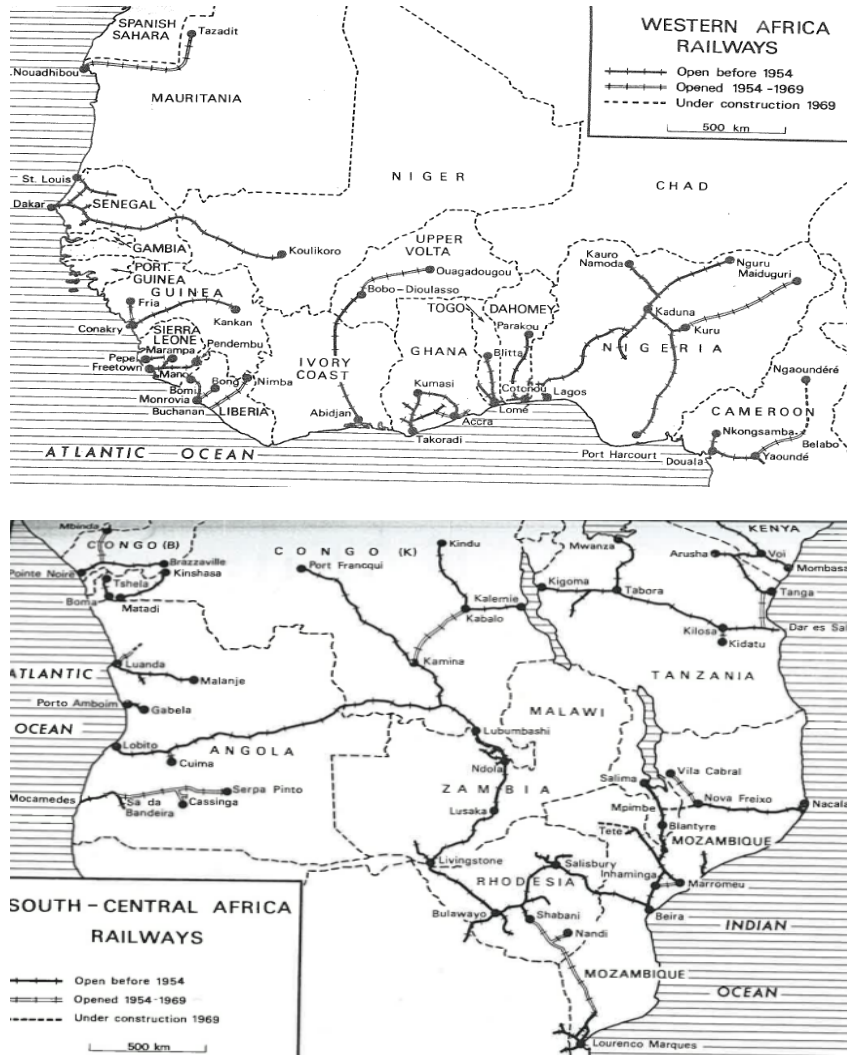 SPANISH
SAHARA
Tazadit
Nouadhibou
MAURITANIA
WESTERN AFRICA
RAILWAYS
Open before 1954
Opened 1954-1969
Under construction 1969
500 km
NIGER
CHAD
St. Louis
Dakar
SENEGAL
GAMBIA
PORT.
GUINEA
GUINEA
Koulikoro
UPPER
VOLTA
Ouagadougou
Bobo-Dioulasso
Kauro
Namoda
Nguru
Maiduguri
Fria
Conakry
Kankan
SIERRA
LEONE
Marampa
Pendembu
Pepel
Freetown
Mano
Bomi
Bong
Nimba
Monrovia
Buchanan
LIBERIA
IVORY
COAST
Abidjan
TOGO
DAHOMEY
Parakou
GHANA
Blitta
Kumasi
Cotonou
Lagos
Lomé
Accra
Takoradi
Kaduna
Kuru
NIGERIA
Ngaoundéré
CAMEROON
Nkongsamba
Belabo
Port Harcourt
Douala
Yaoundé
ATLANTIC OCEAN
Mbinda
CONGO (B)
CONGO (K)
Kindu
Mwanza
KENYA
Arusha
Voi
Mombasa
Pointe Noire
Brazzaville
Kinshasa
Port Francqui
Tshela
Boma
Matadi
Kalemie
Kabalo
Kigoma
Tabora
Tanga
Dar es Sal
Kilosa
Kidatu
Kamina
TANZANIA
Luanda
ATLANTIC
Malanje
Porto Amboim
Gabela
OCEAN
MALAWI
Lobito
ANGOLA
Cuima
Lubumbashi
Ndola
Vila Cabral
Salima
ZAMBIA
Serpa Pinto
Mocamedes
Sa da
Bandeira
Cassinga
Lusaka
Mpimbe
Nova Freixo
Nacala
Blantyre
Tete
MOZAMBIQUE
Livingstone
Salisbury
Inhaminga
Marromeu
RHODESIA
Bulawayo
Shabani
Beira
INDIAN
Nandi
MOZAMBIQUE
OCEAN
Lourenco Marques
SOUTH-CENTRAL AFRICA
RAILWAYS
Open before 1954
Opened 1954-1969
Under construction 1969
500 km